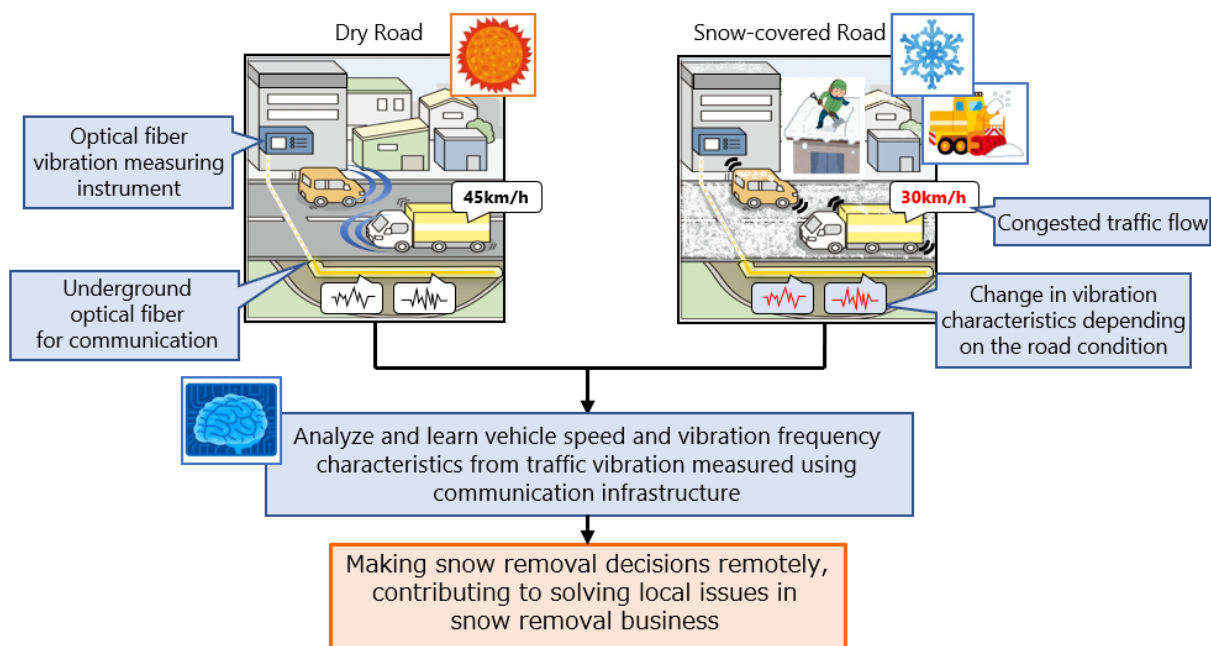 Dry Road
Snow-covered Road
Optical fiber
vibration measuring
instrument
45km/h
30km/h
Congested traffic flow
Underground
optical fiber
for communication
Change in vibration
characteristics depending
on the road condition
Analyze and learn vehicle speed and vibration frequency
characteristics from traffic vibration measured using
communication infrastructure
Making snow removal decisions remotely,
contributing to solving local issues in
snow removal business